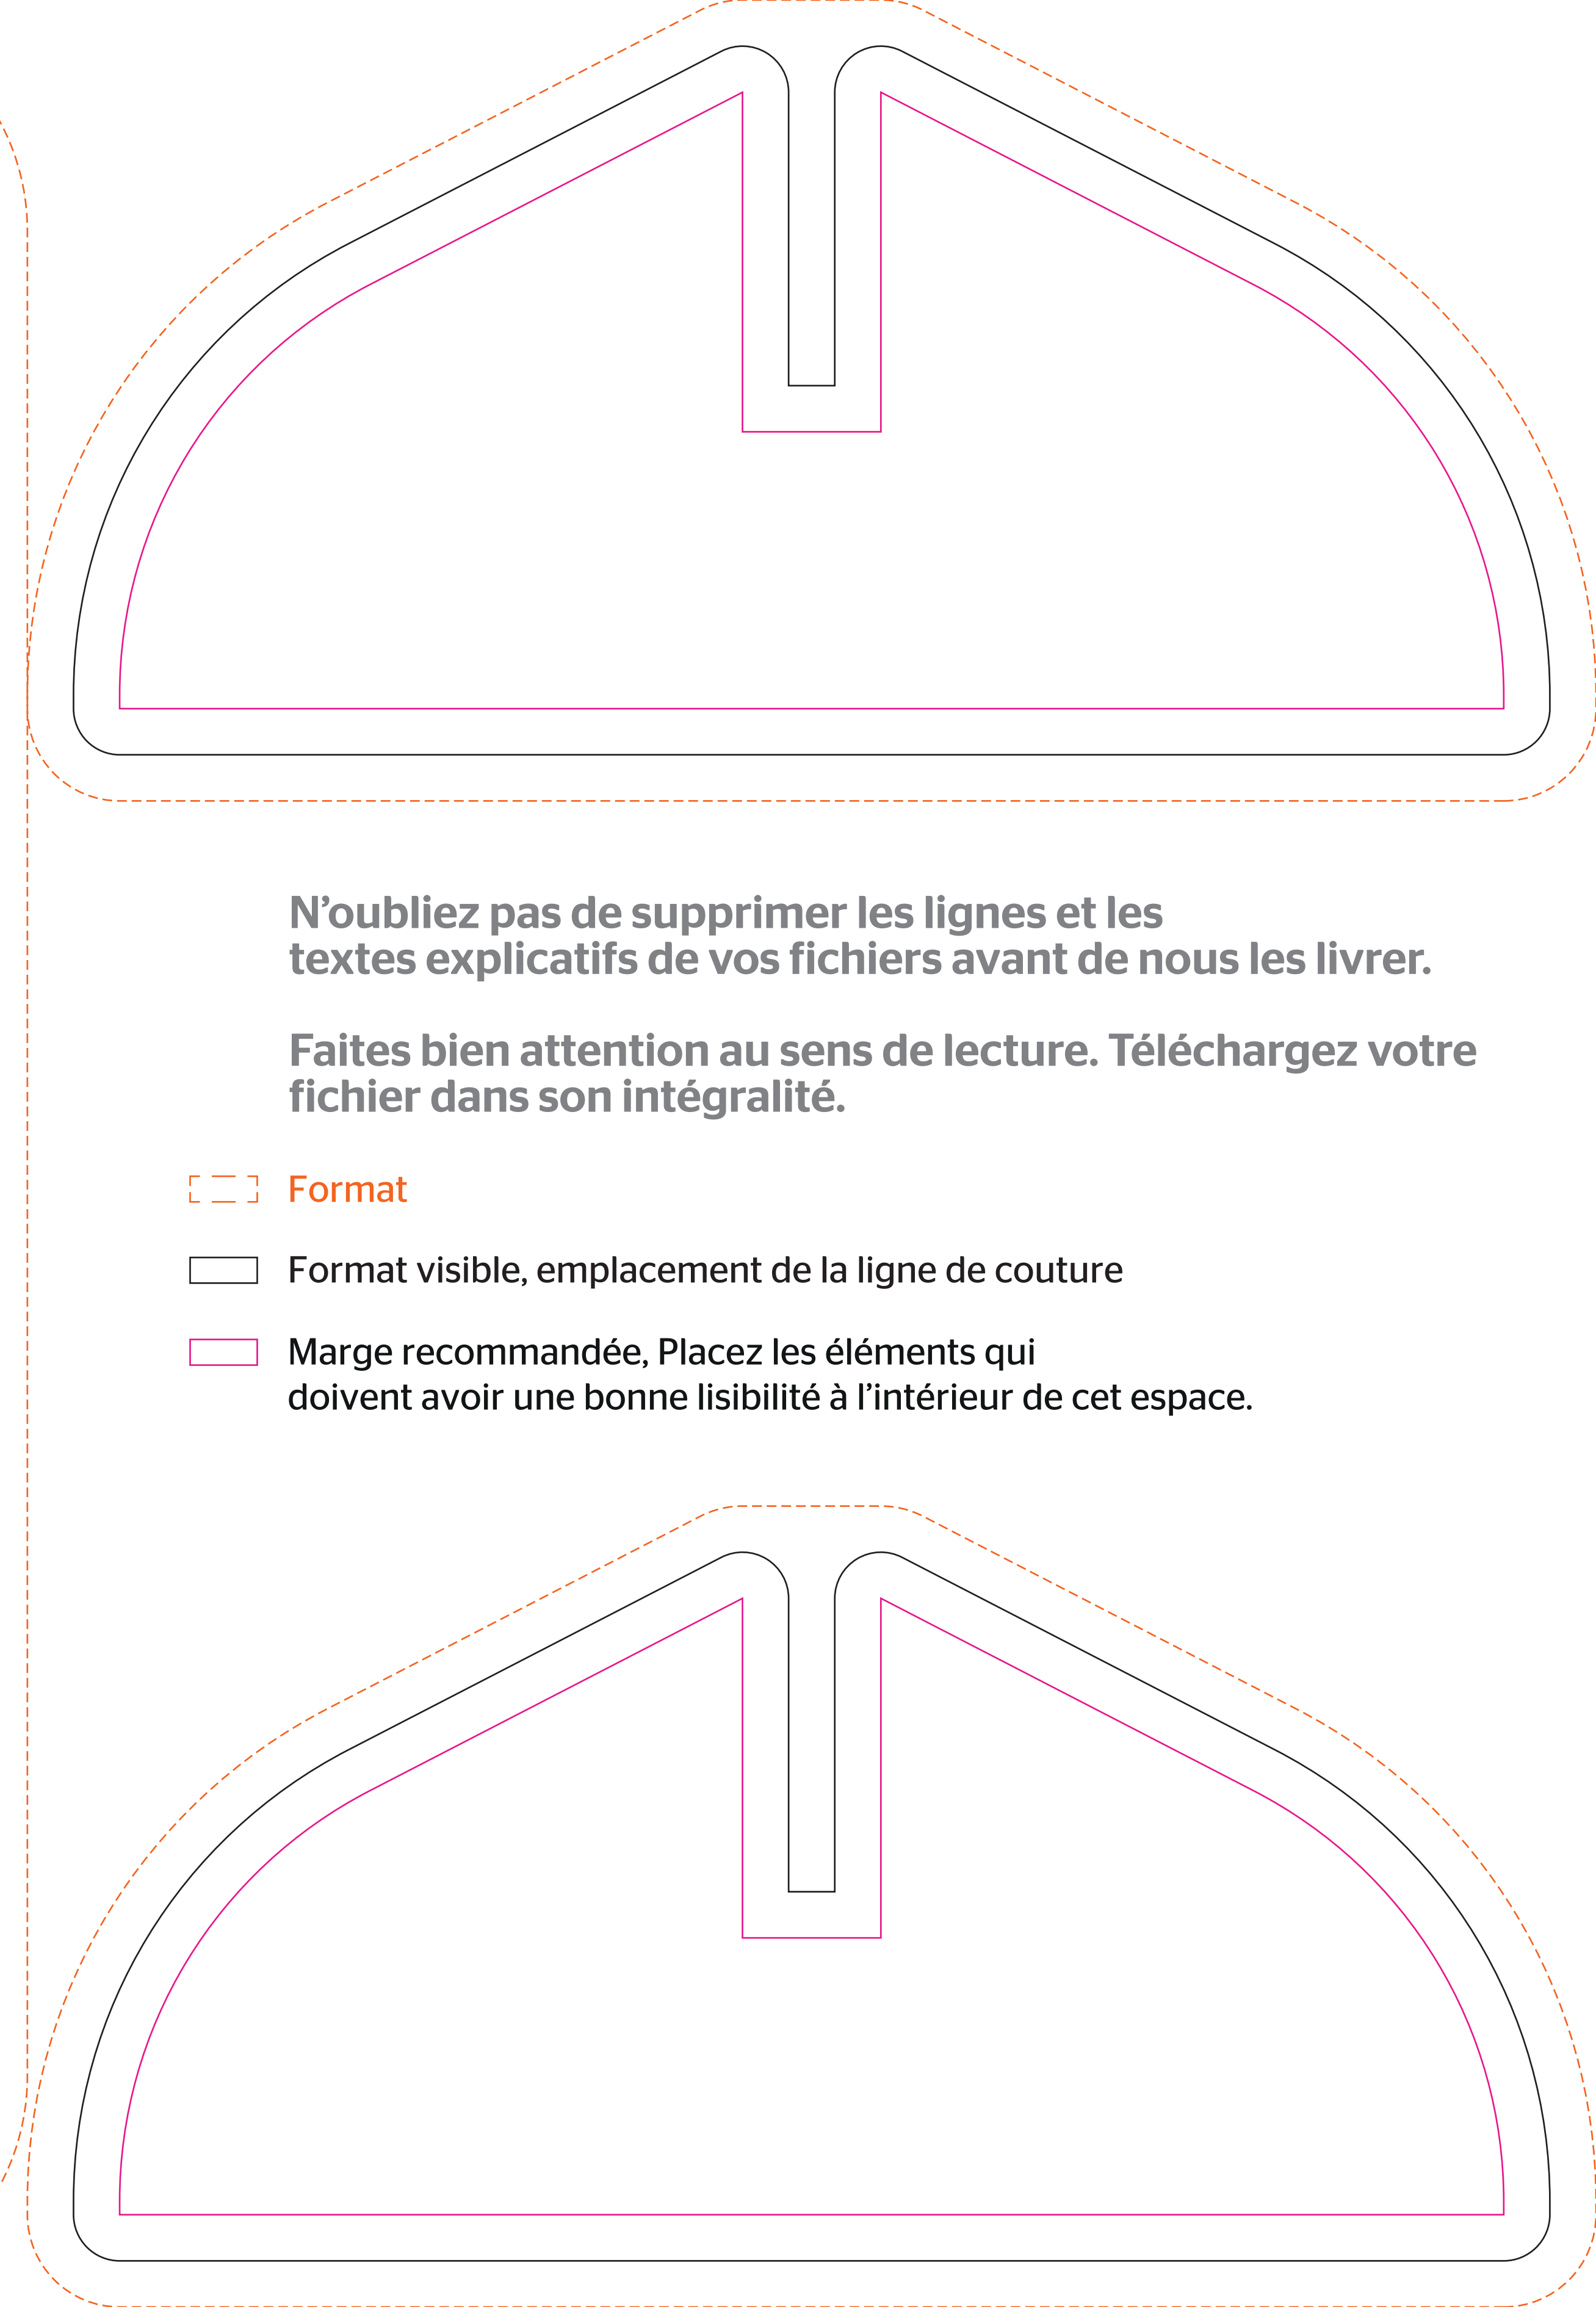 N’oubliez pas de supprimer les lignes et les
textes explicatifs de vos fichiers avant de nous les livrer.
Faites bien attention au sens de lecture. Téléchargez votre
fichier dans son intégralité.
Format
Format visible, emplacement de la ligne de couture
Marge recommandée, Placez les éléments qui
doivent avoir une bonne lisibilité à l’intérieur de cet espace.